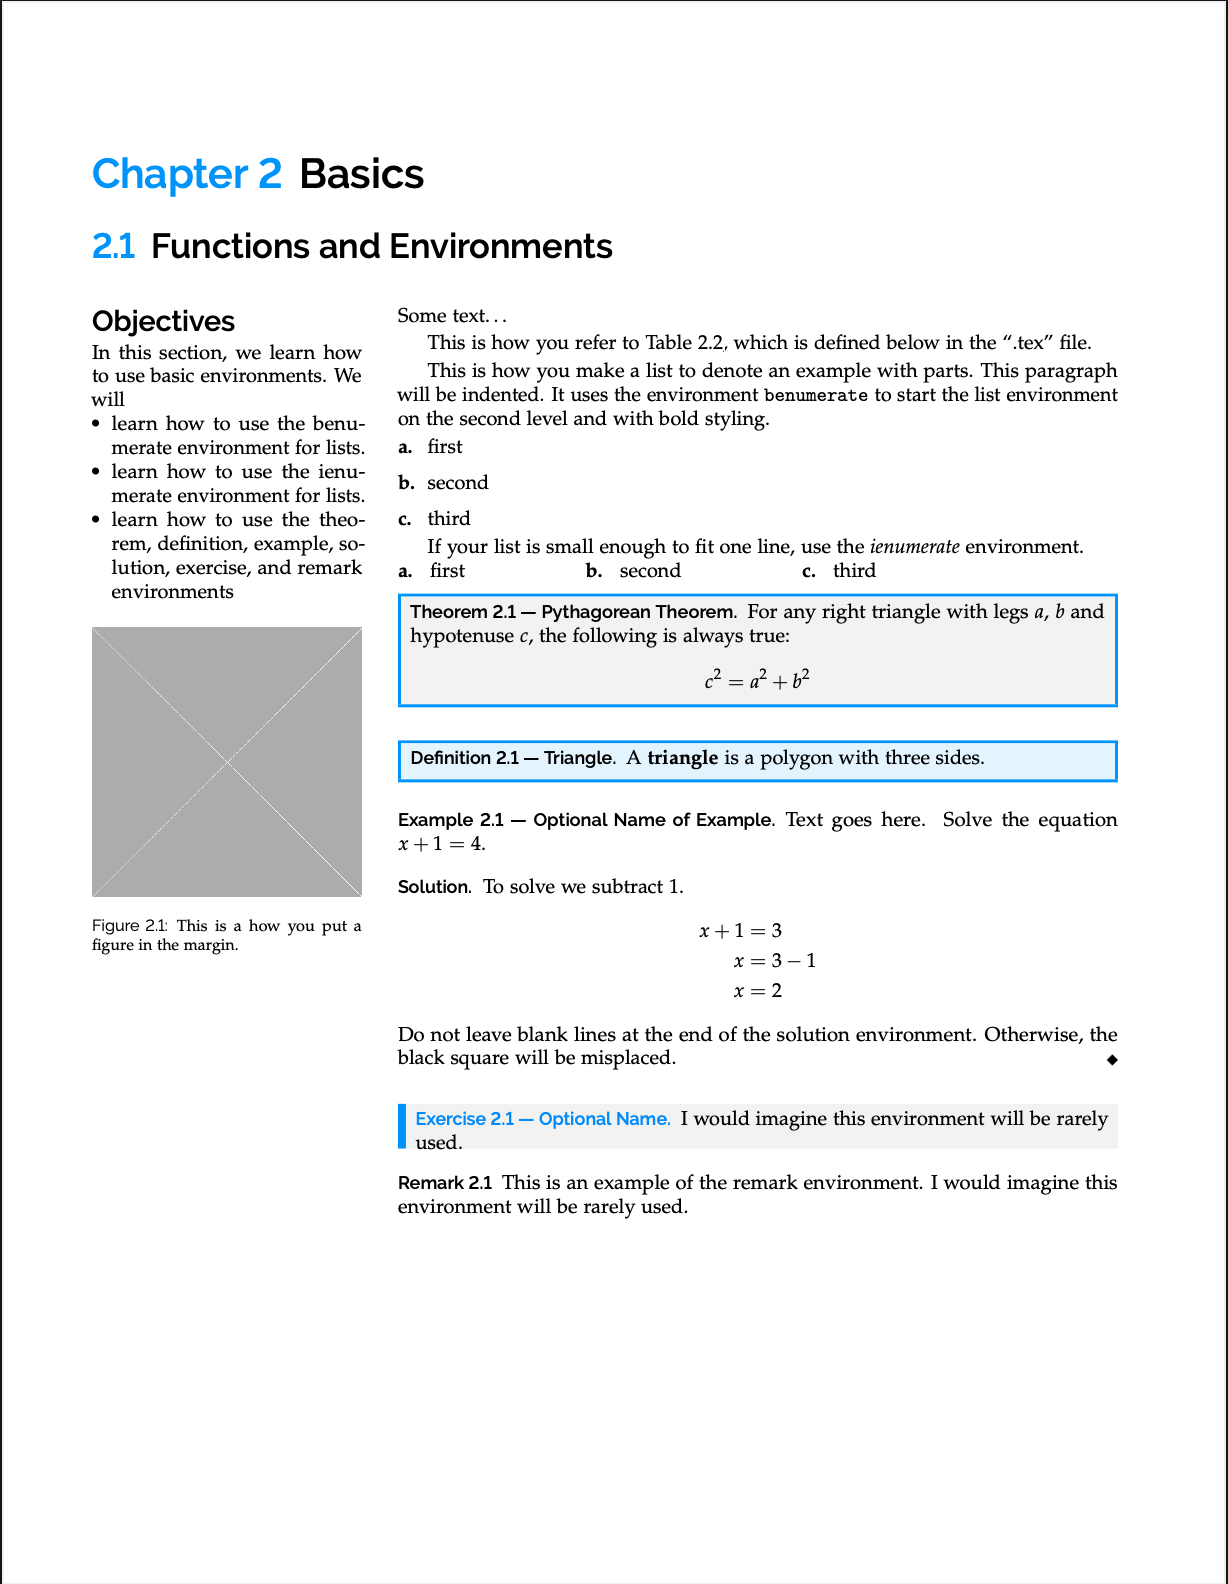 Chapter 2 Basics
2.1 Functions and Environments
Objectives
In this section, we learn how
to use basic environments. We
will
• learn how to use the benu-
merate environment for lists.
• learn how to use the ienu-
merate environment for lists.
• learn how to use the theo-
rem, definition, example, so-
lution, exercise, and remark
environments
Figure 2.1: This is a how you put a
figure in the margin.
Some text...
This is how you refer to Table 2.2, which is defined below in the “.tex” file.
This is how you make a list to denote an example with parts. This paragraph
will be indented. It uses the environment benumerate to start the list environment
on the second level and with bold styling.
a. first
b. second
c. third
If your list is small enough to fit one line, use the ienumerate environment.
a. first b. second c. third
Theorem 2.1 — Pythagorean Theorem. For any right triangle with legs a, b and
hypotenuse c, the following is always true:
c² = a² + b²
Definition 2.1 — Triangle. A triangle is a polygon with three sides.
Example 2.1 — Optional Name of Example. Text goes here. Solve the equation
x + 1 = 4.
Solution. To solve we subtract 1.
x + 1 = 3
x = 3 − 1
x = 2
Do not leave blank lines at the end of the solution environment. Otherwise, the
black square will be misplaced. ◆
Exercise 2.1 — Optional Name. I would imagine this environment will be rarely
used.
Remark 2.1 This is an example of the remark environment. I would imagine this
environment will be rarely used.